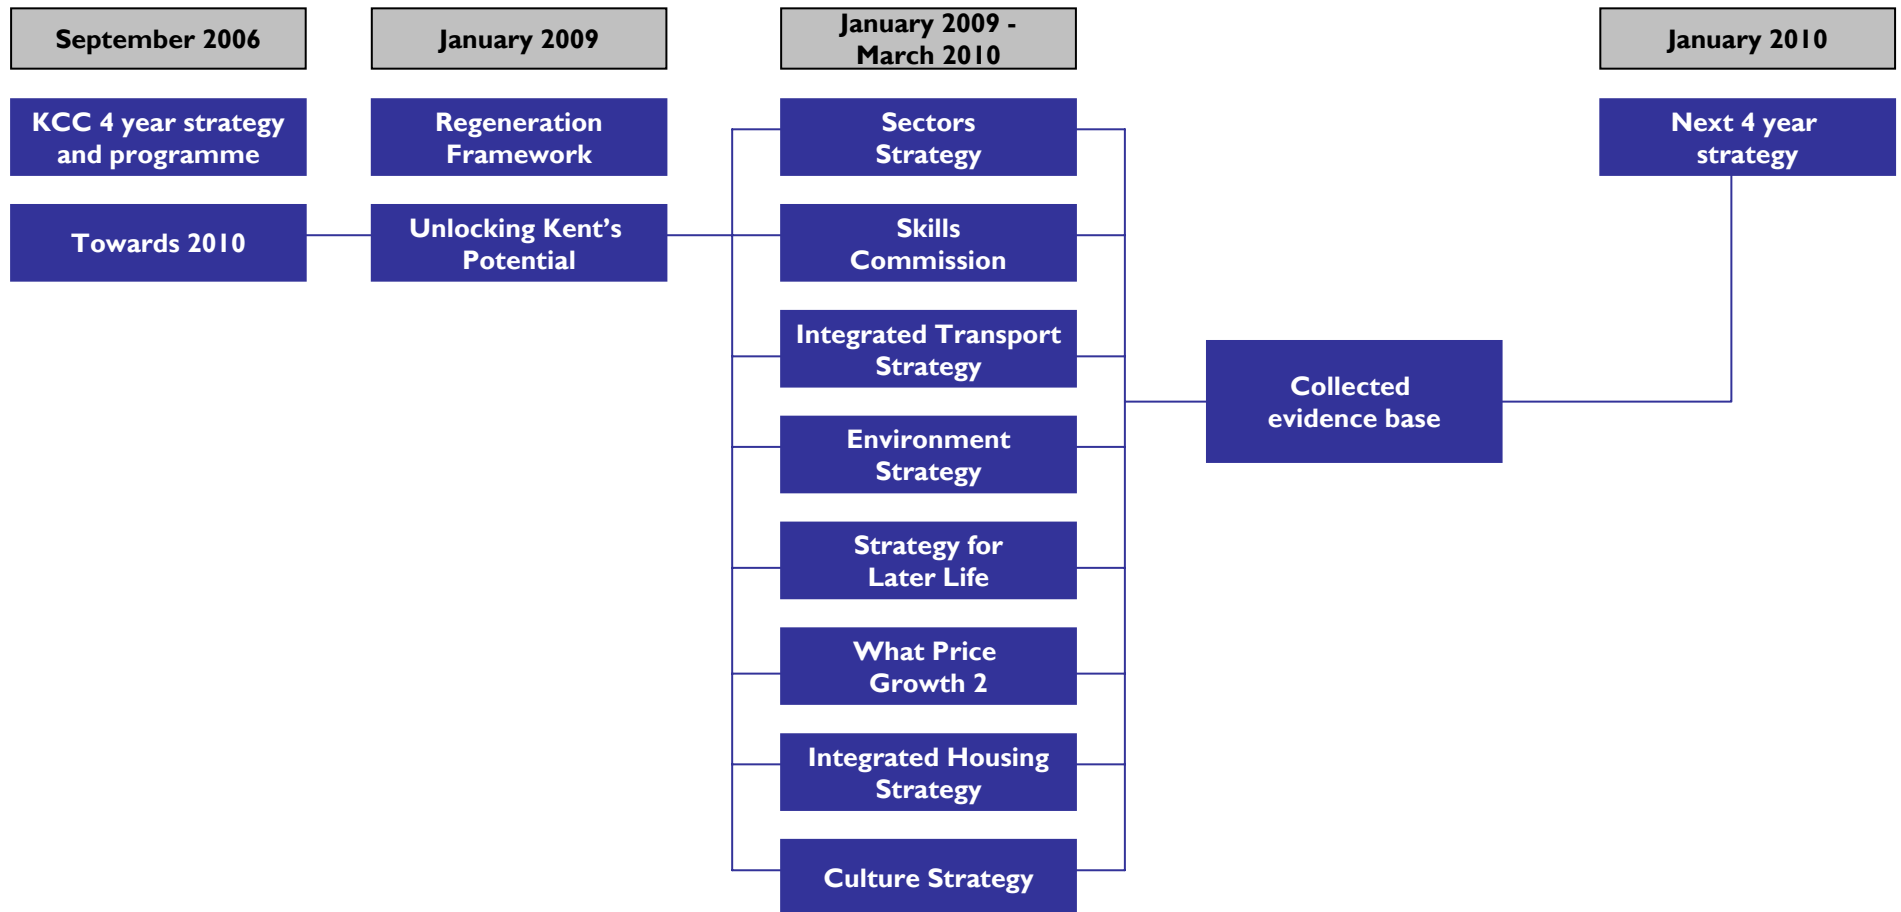 September 2006
January 2009
January 2009 -
March 2010
January 2010
KCC 4 year strategy
and programme
Regeneration
Framework
Sectors
Strategy
Next 4 year
strategy
Towards 2010
Unlocking Kent’s
Potential
Skills
Commission
Integrated Transport
Strategy
Collected
evidence base
Environment
Strategy
Strategy for
Later Life
What Price
Growth 2
Integrated Housing
Strategy
Culture Strategy